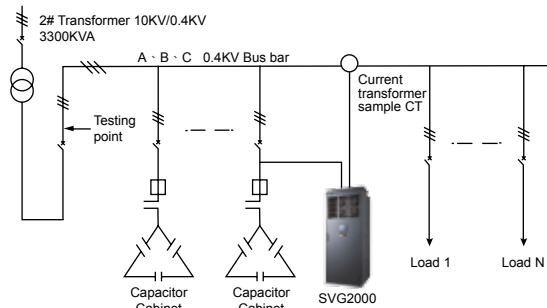 2# Transformer 10KV/0.4KV
3300KVA
A、B、C 0.4KV Bus bar
Current
transformer
sample CT
Testing
point
Capacitor
Cabinet
Capacitor
Cabinet
SVG2000
Load 1
Load N